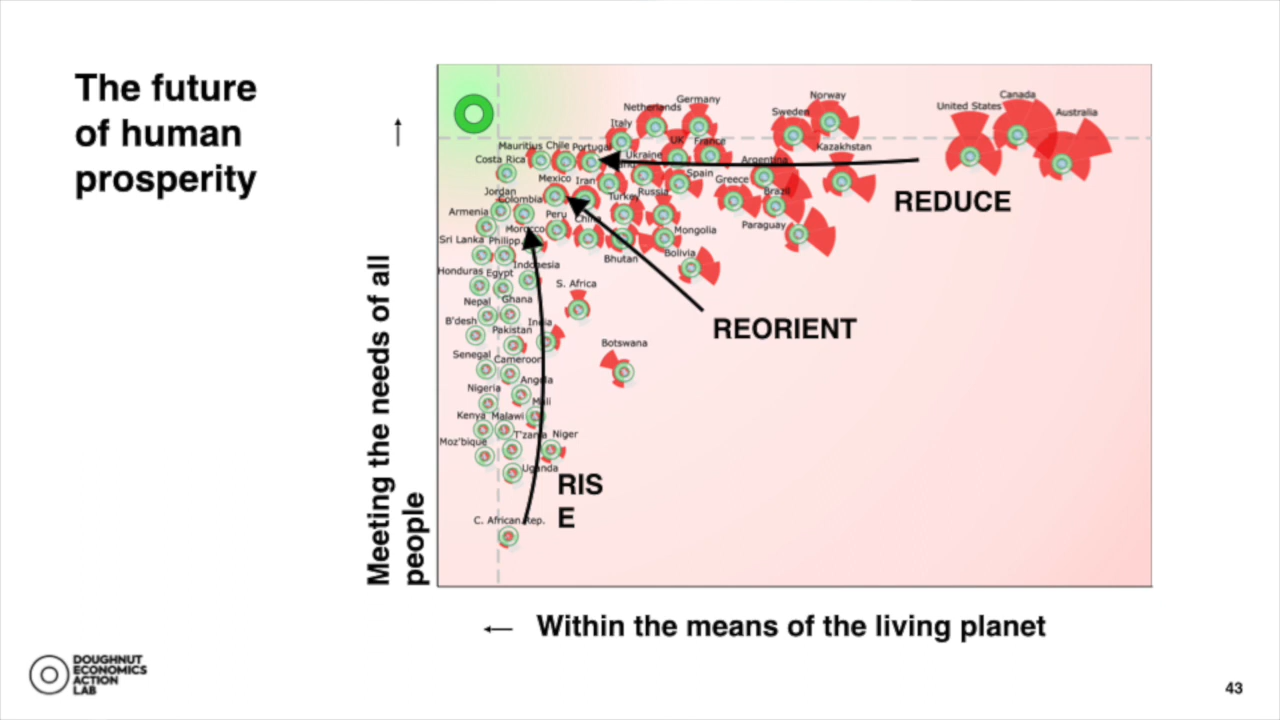 The future
of human
prosperity
↑
Meeting the needs of all
people
Norway
Canada
Germany
Netherlands
United States
Australia
Sweden
Italy
UK
France
Kazakhstan
Mauritius
Chile
Portugal
Ukraine
Costa Rica
Argentina
Spain
Mexico
Iran
Greece
Jordan
Colombia
Turkey
Russia
Brazil
Armenia
Peru
China
Morocco
Mongolia
Paraguay
Sri Lanka
Philipp.
Bolivia
Bhutan
Honduras
Egypt
Indonesia
S. Africa
Nepal
Ghana
B'desh
India
Pakistan
Botswana
Senegal
Cameroon
Nigeria
Angola
Mali
Kenya
Malawi
Moz'bique
T'zania
Niger
Uganda
C. African Rep.
REDUCE
REORIENT
RIS
E
← Within the means of the living planet
DOUGHNUT
ECONOMICS
ACTION
LAB
43